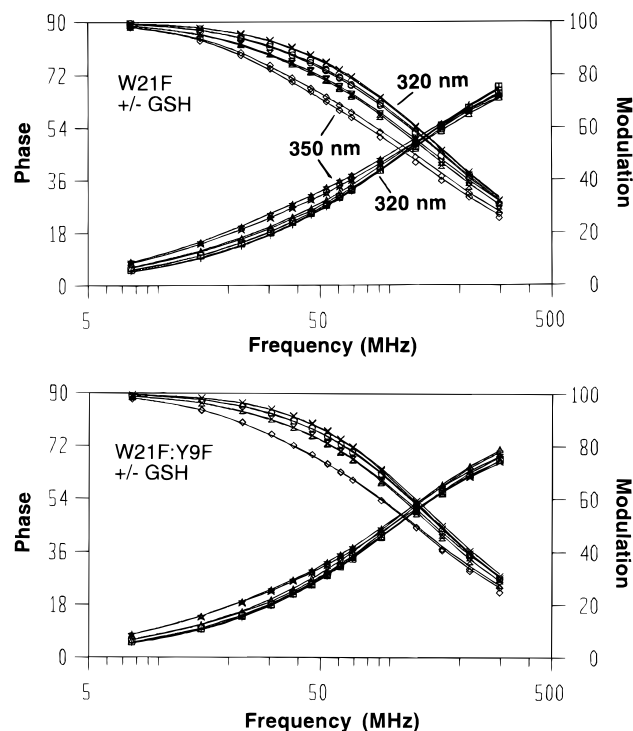 90
100
72
W21F
+/- GSH
320 nm
80
Phase
54
60
Modulation
350 nm
36
320 nm
40
18
20
0
0
5
50
500
Frequency (MHz)
90
100
72
W21F:Y9F
+/- GSH
80
Phase
54
60
Modulation
36
40
18
20
0
0
5
50
500
Frequency (MHz)